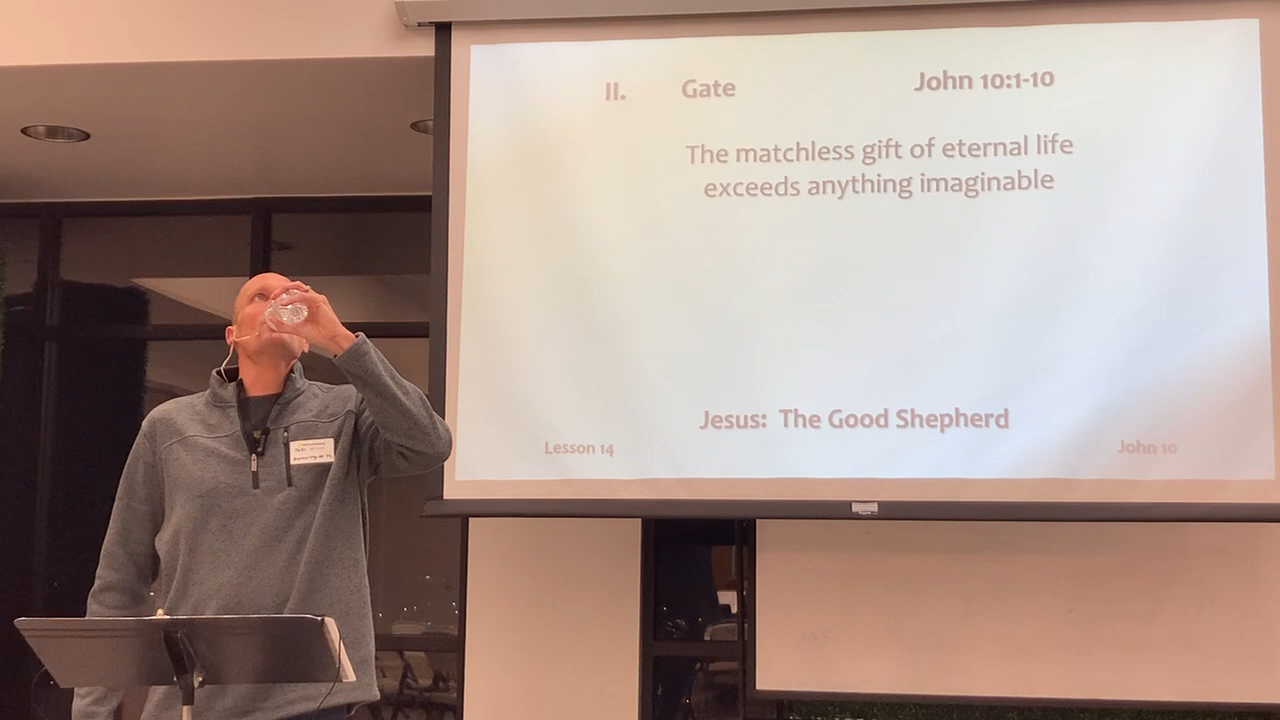 II. Gate John 10:1-10
The matchless gift of eternal life
exceeds anything imaginable
Jesus: The Good Shepherd
Lesson 14 John 10